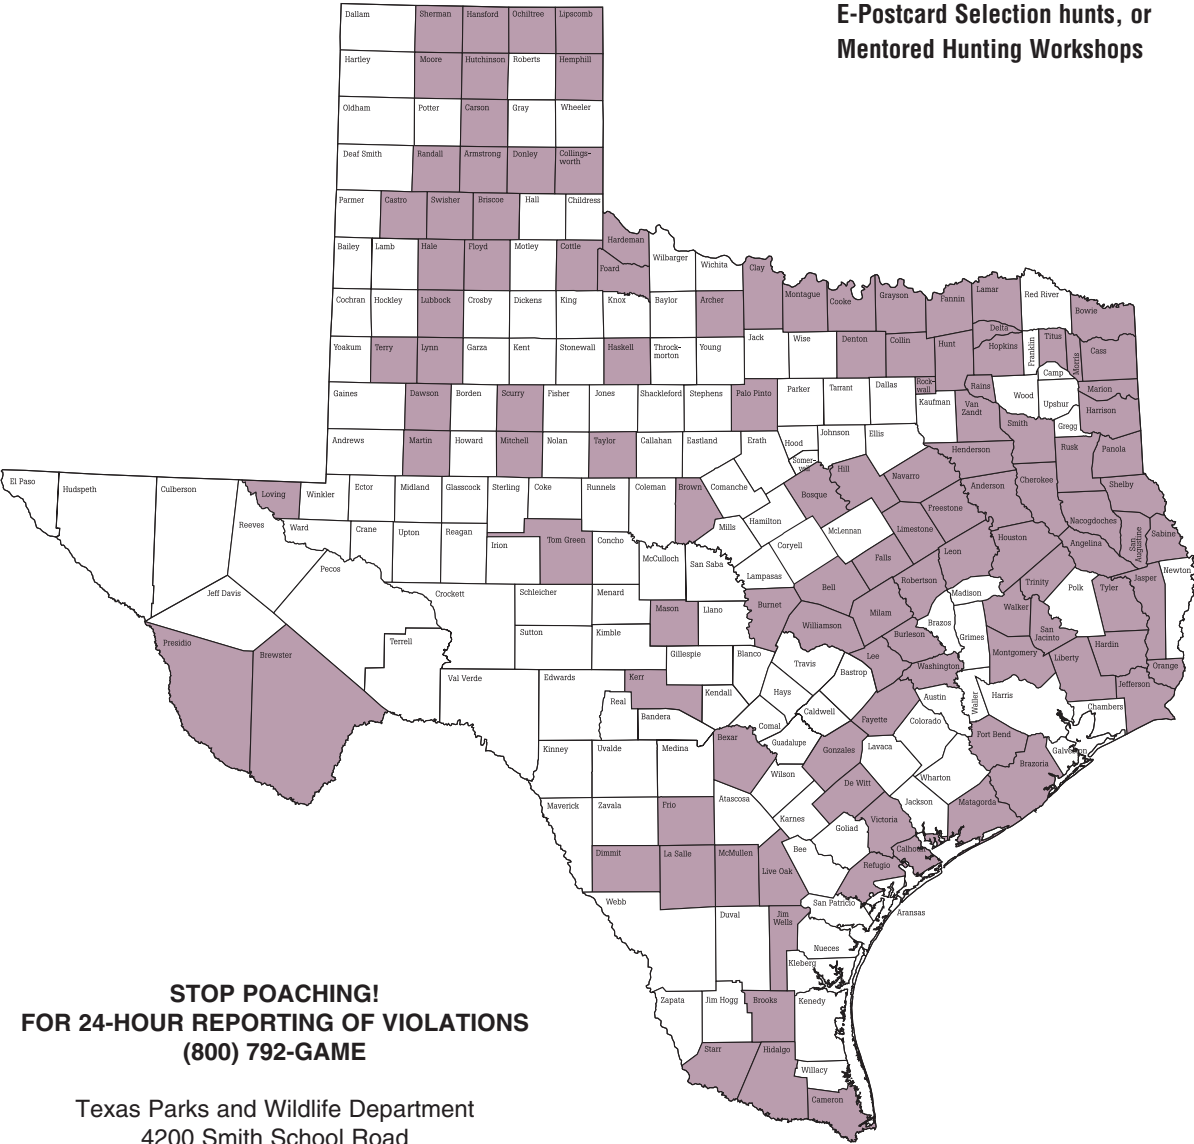 E-Postcard Selection hunts, or
Mentored Hunting Workshops
Dallam Sherman Hansford Ochiltree Lipscomb
Hartley Moore Hutchinson Roberts Hemphill
Oldham Potter Carson Gray Wheeler
Deaf Smith Randall Armstrong Donley Collings-
worth
Parmer Castro Swisher Briscoe Hall Childress
Hardeman
Bailey Lamb Hale Floyd Motley Cottle
Foard Wilbarger Wichita Clay
Cochran Hockley Lubbock Crosby Dickens King Knox Baylor Archer Montague Cooke Grayson Fannin Lamar Red River Bowie
Delta
Yoakum Terry Lynn Garza Kent Stonewall Haskell Throck-
morton
Young Jack Wise Denton Collin Hunt Hopkins Franklin Titus Morris Cass
Camp
Gaines Dawson Borden Scurry Fisher Jones Shackleford Stephens Palo Pinto Parker Tarrant Dallas Rock-
wall
Rains Wood Upshur Marion
Kaufman Van
Zandt
Harrison
Smith Gregg
Andrews Martin Howard Mitchell Nolan Taylor Callahan Eastland Erath Hood Johnson Ellis
Henderson Rusk Panola
Somer-
vell
El Paso Hudspeth Culberson Loving Winkler Ector Midland Glasscock Sterling Coke Runnels Coleman Brown Comanche Bosque Hill Navarro Anderson Cherokee Shelby
Reeves Ward Crane Upton Reagan Irion Tom Green Concho Mills Hamilton McLennan Limestone Freestone Nacogdoches San
Augustine
Sabine
Coryell Houston Angelina
McCulloch San Saba Lampasas Falls Leon
Pecos Newton
Jeff Davis Crockett Schleicher Menard Bell Robertson Madison Trinity Polk Tyler Jasper
Mason Llano Burnet Milam Walker
Williamson Brazos Grimes San
Jacinto
Presidio Brewster Terrell Sutton Kimble Burleson Hardin
Gillespie Blanco Travis Lee Washington Montgomery Liberty Orange
Val Verde Edwards Kerr Kendall Hays Bastrop Austin Waller Harris Jefferson
Real Bandera Comal Caldwell Fayette Colorado Chambers
Kinney Uvalde Medina Bexar Guadalupe Gonzales Lavaca Fort Bend Galveston
Wilson De Witt Wharton Brazoria
Maverick Zavala Frio Atascosa Karnes Jackson Matagorda
Goliad Victoria
Dimmit La Salle McMullen Live Oak Bee Calhoun
Refugio
Webb Duval Jim
Wells
San Patricio Aransas
Nueces
Kleberg
Zapata Jim Hogg Brooks Kenedy
Starr Hidalgo
Willacy
Cameron
STOP POACHING!
FOR 24-HOUR REPORTING OF VIOLATIONS
(800) 792-GAME
Texas Parks and Wildlife Department
4200 Smith School Road